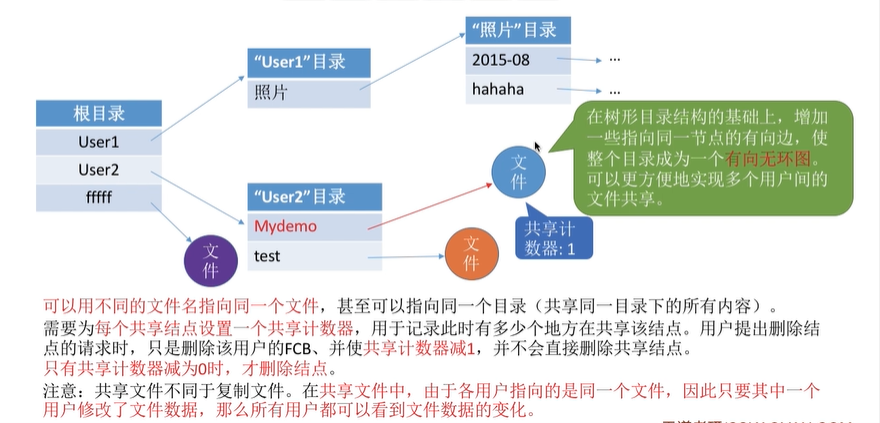 “照片”目录
2015-08
...
hahaha
...
“User1”目录
照片
根目录
User1
User2
fffff
“User2”目录
Mydemo
test
文
件
文
件
文
件
共享计
数器: 1
在树形目录结构的基础上，增加
一些指向同一节点的有向边，使
整个目录成为一个有向无环图。
可以更方便地实现多个用户间的
文件共享。
可以用不同的文件名指向同一个文件，甚至可以指向同一个目录（共享同一目录下的所有内容）。
需要为每个共享结点设置一个共享计数器，用于记录此时有多少个地方在共享该结点。用户提出删除结
点的请求时，只是删除该用户的FCB、并使共享计数器减1，并不会直接删除共享结点。
只有共享计数器减为0时，才删除结点。
注意：共享文件不同于复制文件。在共享文件中，由于各用户指向的是同一个文件，因此只要其中一个
用户修改了文件数据，那么所有用户都可以看到文件数据的变化。